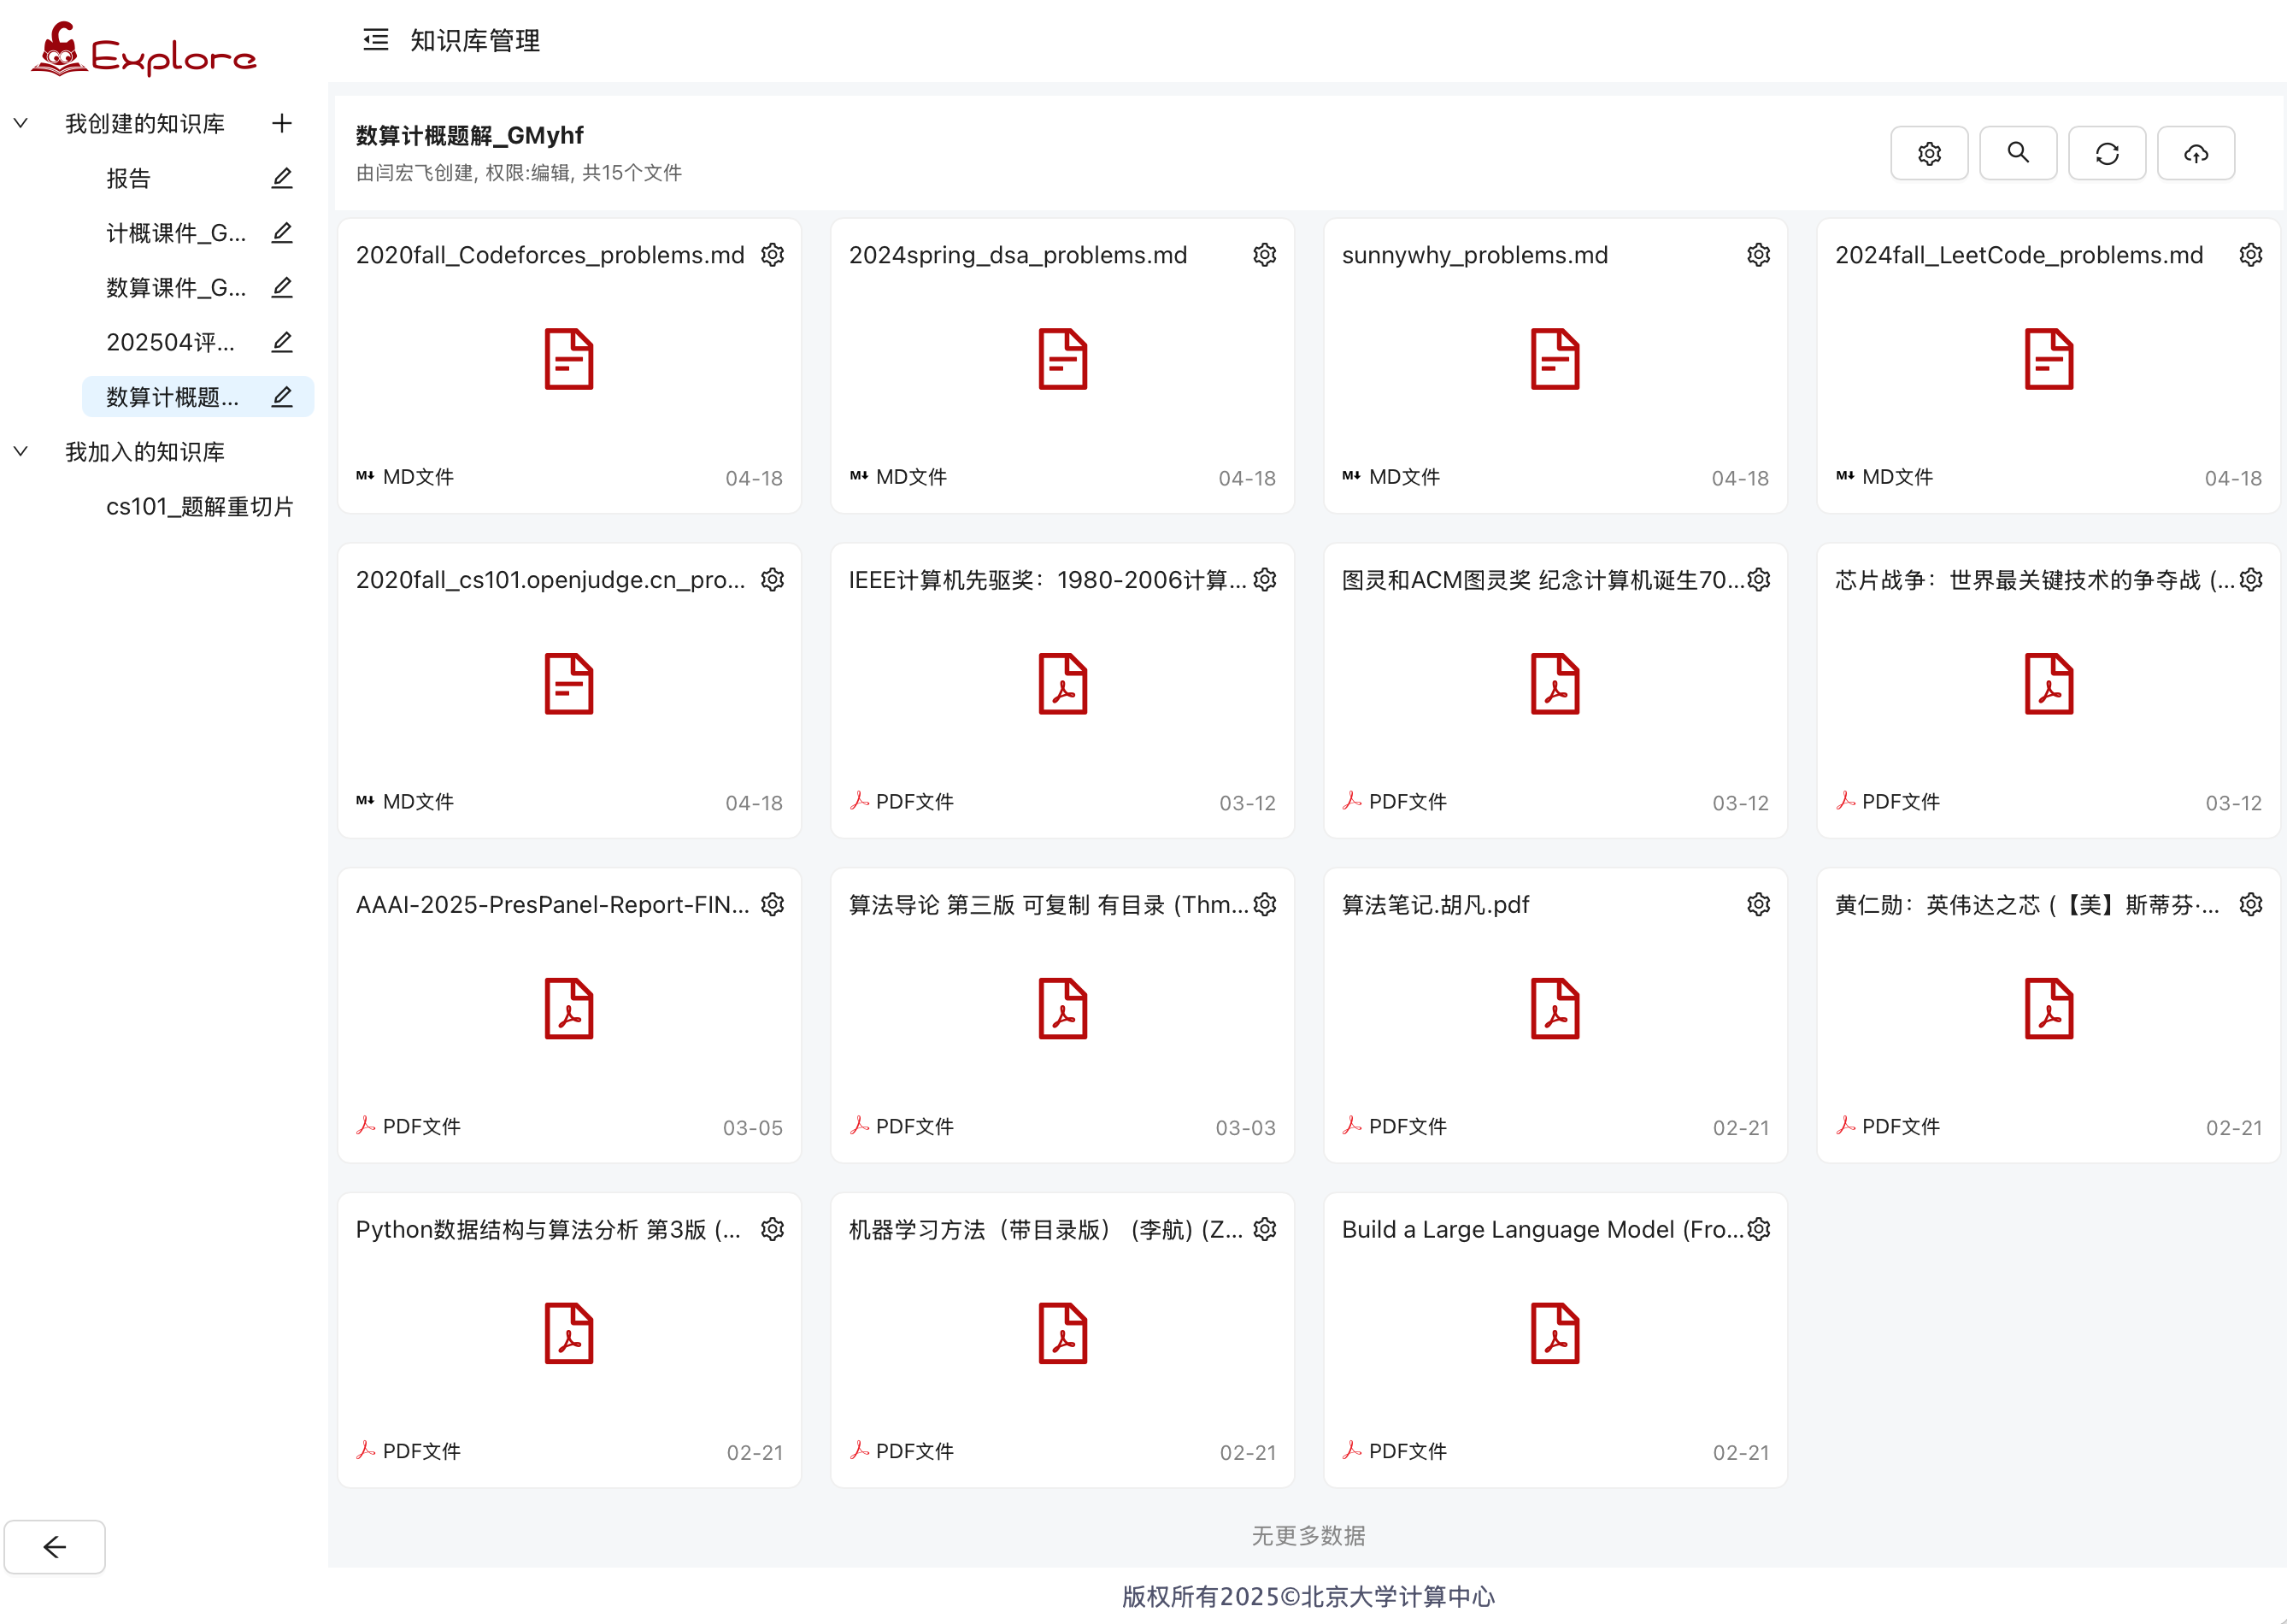 Explore
知识库管理
我创建的知识库
报告
计概课件_G...
数算课件_G...
202504评...
数算计概题...
我加入的知识库
cs101_题解重切片
数算计概题解_GMyhf
由闫宏飞创建, 权限:编辑, 共15个文件
2020fall_Codeforces_problems.md
MD文件
04-18
2024spring_dsa_problems.md
MD文件
04-18
sunnywhy_problems.md
MD文件
04-18
2024fall_LeetCode_problems.md
MD文件
04-18
2020fall_cs101.openjudge.cn_pro...
MD文件
04-18
IEEE计算机先驱奖：1980-2006计算...
PDF文件
03-12
图灵和ACM图灵奖 纪念计算机诞生70...
PDF文件
03-12
芯片战争：世界最关键技术的争夺战 (...
PDF文件
03-12
AAAI-2025-PresPanel-Report-FIN...
PDF文件
03-05
算法导论 第三版 可复制 有目录 (Thm...
PDF文件
03-03
算法笔记.胡凡.pdf
PDF文件
02-21
黄仁勋：英伟达之芯 (【美】斯蒂芬·...
PDF文件
02-21
Python数据结构与算法分析 第3版 (...
PDF文件
02-21
机器学习方法（带目录版） (李航) (Z...
PDF文件
02-21
Build a Large Language Model (Fro...
PDF文件
02-21
无更多数据
版权所有2025©北京大学计算中心